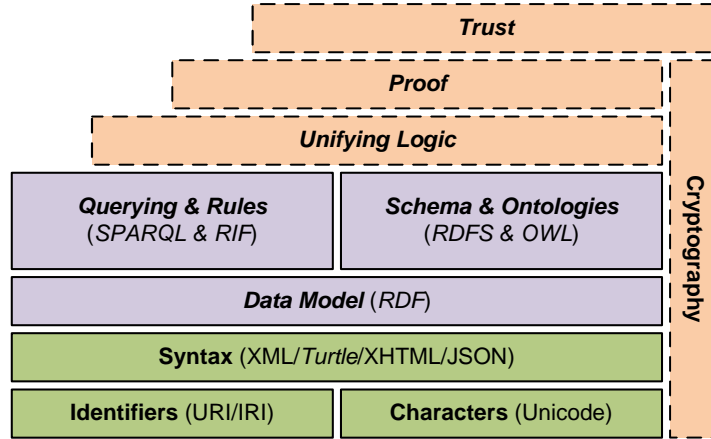 Trust
Proof
Unifying Logic
Cryptography
Querying & Rules
(SPARQL & RIF)
Schema & Ontologies
(RDFS & OWL)
Data Model (RDF)
Syntax (XML/Turtle/XHTML/JSON)
Identifiers (URI/IRI)
Characters (Unicode)